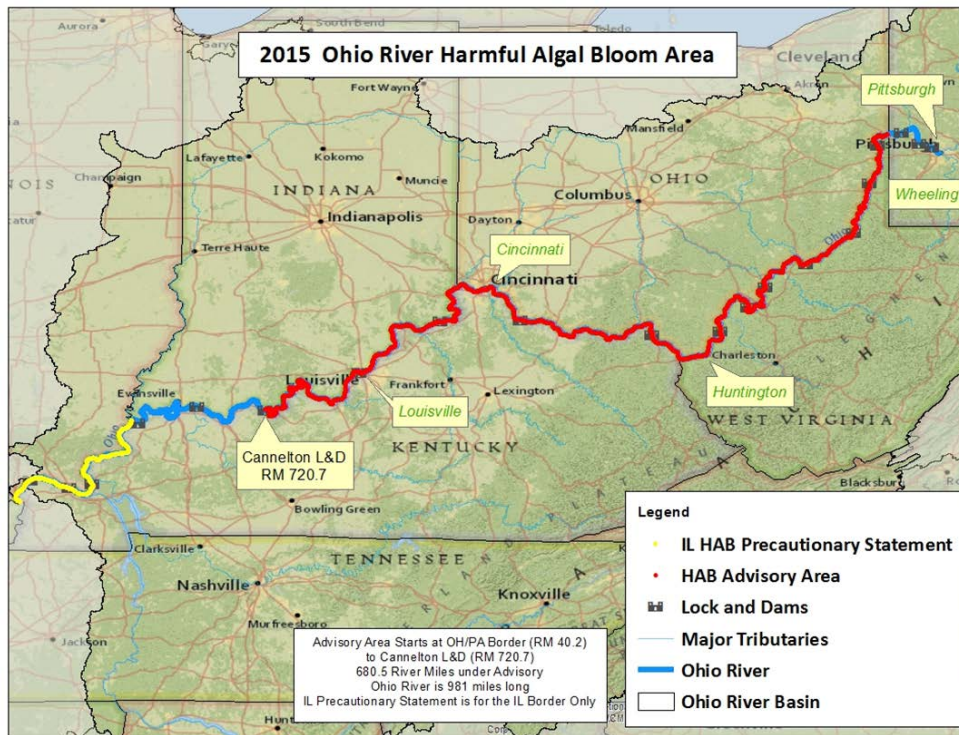 2015 Ohio River Harmful Algal Bloom Area
Aurora
South Bend
Toledo
Cleveland
Gary
Akron
Fort Wayne
Pittsburgh
Mansfield
Pittsburgh
Lafayette
Kokomo
OHIO
Champaign
Muncie
INDIANA
Columbus
Wheeling
Indianapolis
Dayton
Terre Haute
Cincinnati
Cincinnati
Charleston
Evansville
Louisville
Frankfort
Lexington
Huntington
Louisville
WEST VIRGINIA
KENTUCKY
Cannelton L&D
RM 720.7
Blacksburg
Bowling Green
Clarksville
TENNESSEE
Nashville
Knoxville
Murfreesboro
Jackson
Advisory Area Starts at OH/PA Border (RM 40.2)
to Cannelton L&D (RM 720.7)
680.5 River Miles under Advisory
Ohio River is 981 miles long
IL Precautionary Statement is for the IL Border Only
Legend
IL HAB Precautionary Statement
HAB Advisory Area
Lock and Dams
Major Tributaries
Ohio River
Ohio River Basin